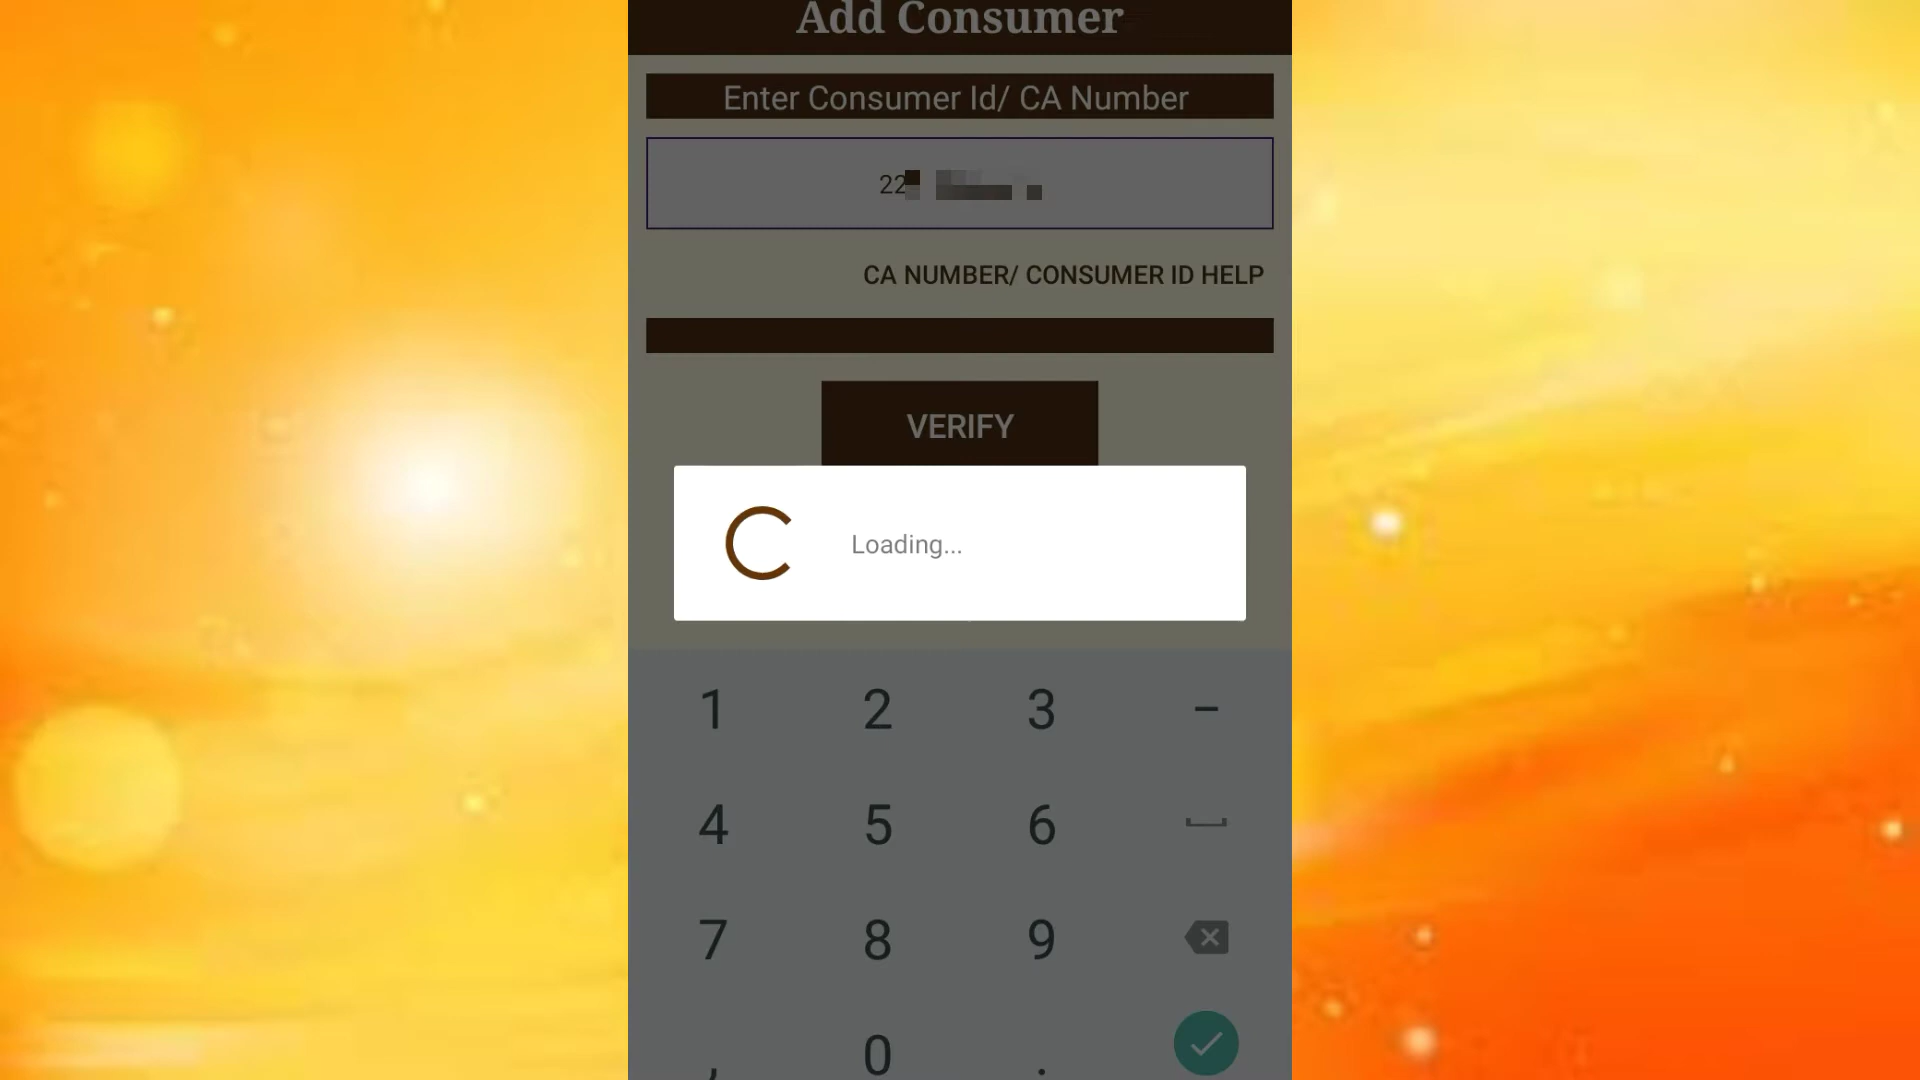 Add Consumer
Enter Consumer Id/ CA Number
22
CA NUMBER/ CONSUMER ID HELP
VERIFY
Loading...
1 2 3 -
4 5 6
7 8 9
, 0 .